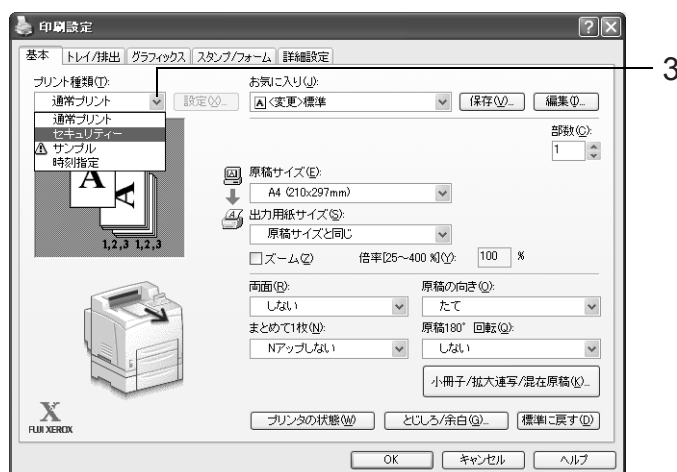 印刷設定
基本 トレイ/排出 グラフィックス スタンプ/フォーム 詳細設定
3
プリント種類(T):
通常プリント 設定(X)...
通常プリント
セキュリティー
サンプル
時刻指定
A A
1,2,3 1,2,3
お気に入り(J):
A <変更>標準 保存(V)... 編集(I)...
部数(C):
1
原稿サイズ(E):
A4 (210x297mm)
出力用紙サイズ(S):
原稿サイズと同じ
ズーム(Z) 倍率[25～400 %](Y): 100 %
両面(R): 原稿の向き(O):
しない たて
まとめて1枚(N): 原稿180° 回転(Q):
Nアップしない しない
小冊子/拡大連写/混在原稿(K)...
X
FUJI XEROX
プリンタの状態(W) とじしろ/余白(G)... 標準に戻す(D)
OK キャンセル ヘルプ